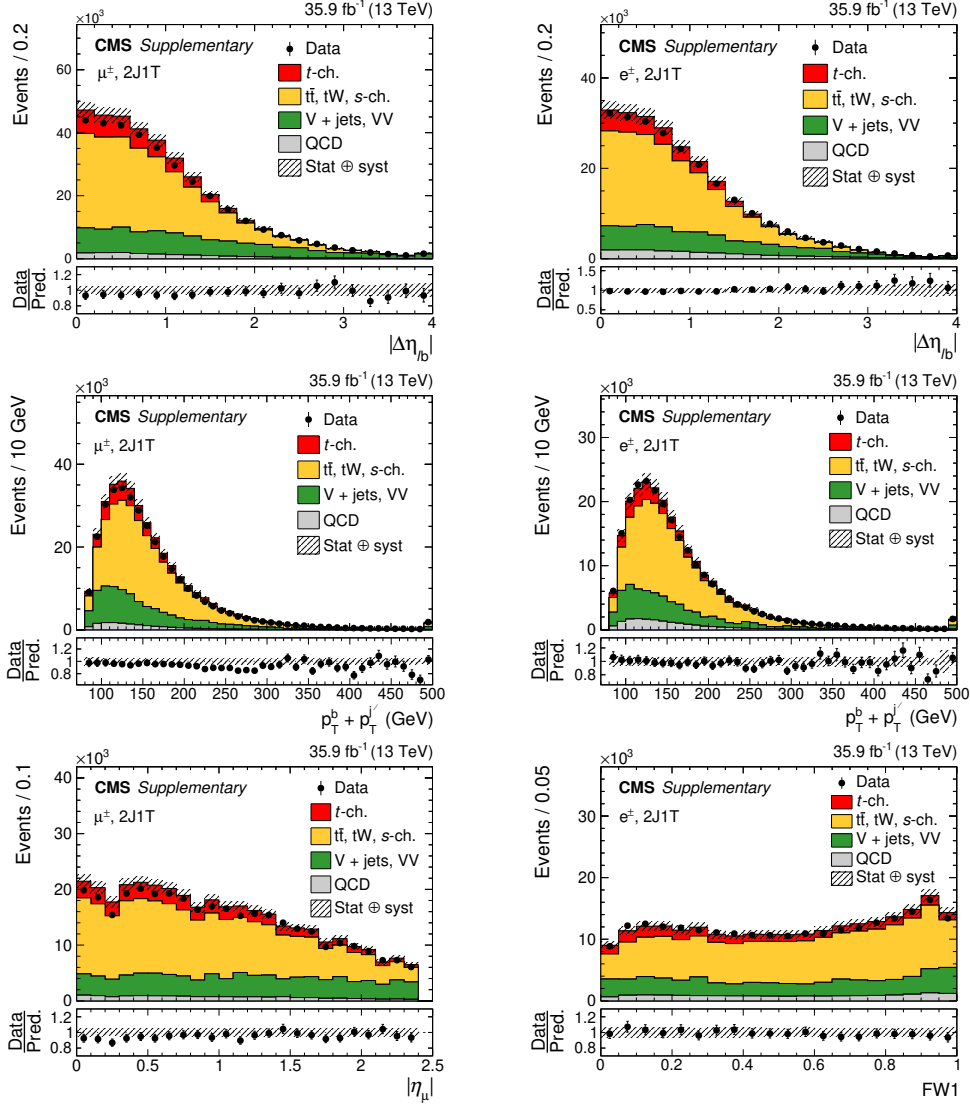 35.9 fb⁻¹ (13 TeV)
×10³
CMS Supplementary
μ±, 2J1T
Data
t-ch.
tt̄, tW, s-ch.
V + jets, VV
QCD
Stat ⊕ syst
Events / 0.2
60
40
20
0
Data
Pred.
1.2
1
0.8
0 1 2 3 4
|Δη_lb|
35.9 fb⁻¹ (13 TeV)
×10³
CMS Supplementary
e±, 2J1T
Data
t-ch.
tt̄, tW, s-ch.
V + jets, VV
QCD
Stat ⊕ syst
Events / 0.2
40
20
0
Data
Pred.
1.5
1
0.5
0 1 2 3 4
|Δη_lb|
35.9 fb⁻¹ (13 TeV)
×10³
CMS Supplementary
μ±, 2J1T
Data
t-ch.
tt̄, tW, s-ch.
V + jets, VV
QCD
Stat ⊕ syst
Events / 10 GeV
40
20
0
Data
Pred.
1.2
1
0.8
100 150 200 250 300 350 400 450 500
p_T^b + p_T^j′ (GeV)
35.9 fb⁻¹ (13 TeV)
×10³
CMS Supplementary
e±, 2J1T
Data
t-ch.
tt̄, tW, s-ch.
V + jets, VV
QCD
Stat ⊕ syst
Events / 10 GeV
30
20
10
0
Data
Pred.
1.2
1
0.8
100 150 200 250 300 350 400 450 500
p_T^b + p_T^j′ (GeV)
35.9 fb⁻¹ (13 TeV)
×10³
CMS Supplementary
μ±, 2J1T
Data
t-ch.
tt̄, tW, s-ch.
V + jets, VV
QCD
Stat ⊕ syst
Events / 0.1
40
30
20
10
0
Data
Pred.
1.2
1
0.8
0 0.5 1 1.5 2 2.5
|η_μ|
35.9 fb⁻¹ (13 TeV)
×10³
CMS Supplementary
e±, 2J1T
Data
t-ch.
tt̄, tW, s-ch.
V + jets, VV
QCD
Stat ⊕ syst
Events / 0.05
30
20
10
0
Data
Pred.
1.2
1
0.8
0 0.2 0.4 0.6 0.8 1
FW1